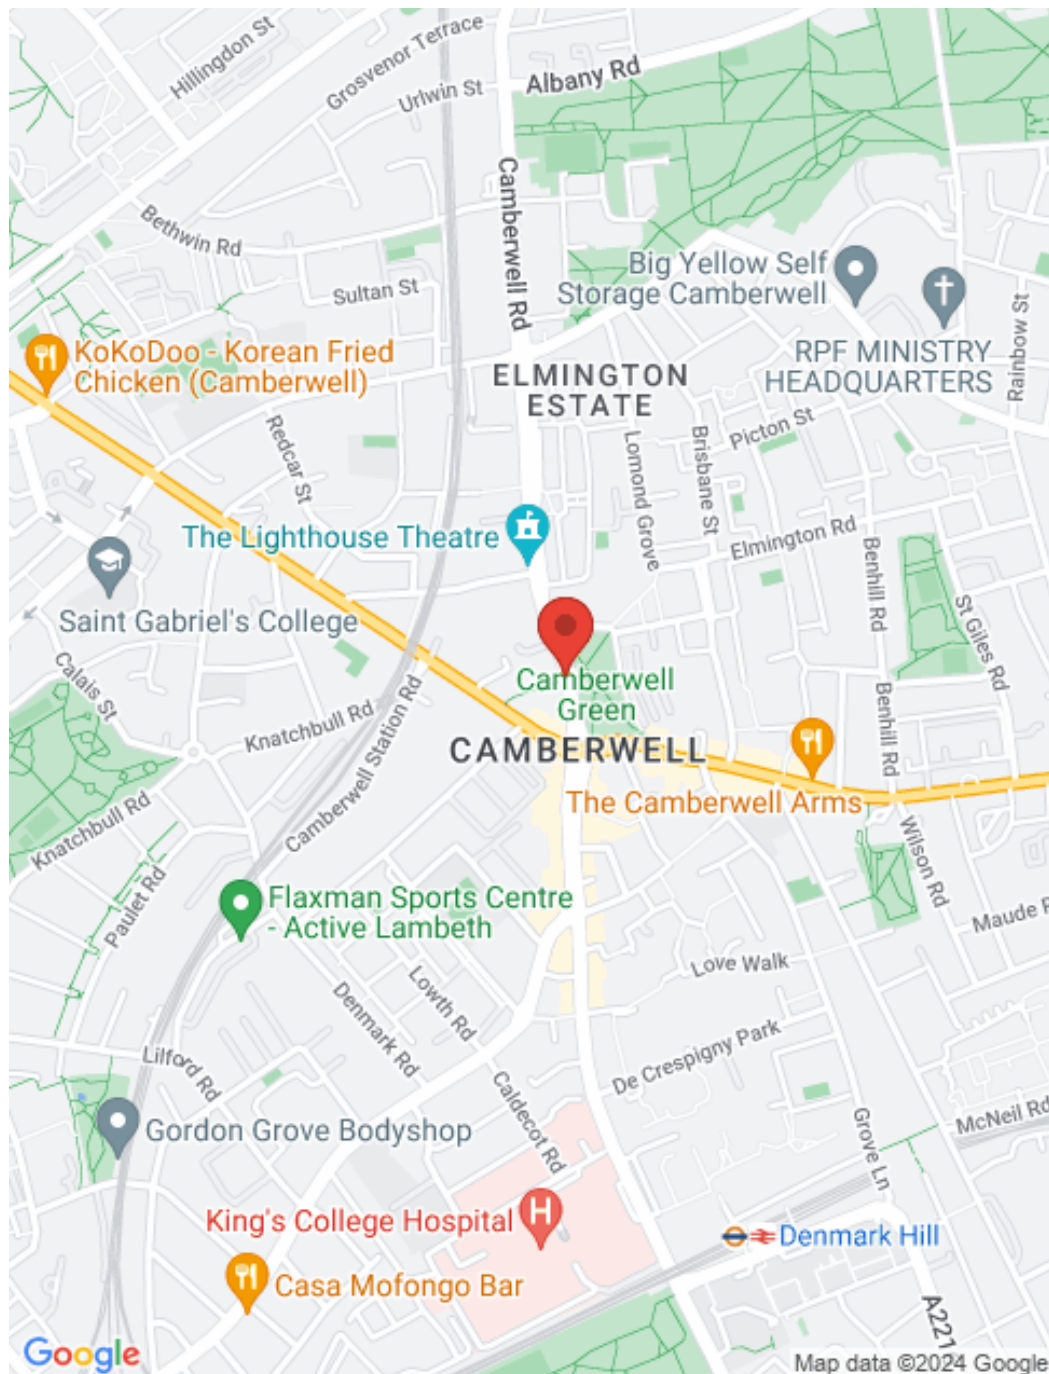 Hillingdon St
Grosvenor Terrace
Urlwin St
Albany Rd
Camberwell Rd
Bethwin Rd
Sultan St
Big Yellow Self
Storage Camberwell
RPF MINISTRY
HEADQUARTERS
Rainbow St
KoKoDoo - Korean Fried
Chicken (Camberwell)
ELMINGTON
ESTATE
Redcar St
Lomond Grove
Brisbane St
Picton St
The Lighthouse Theatre
Elmington Rd
Benhill Rd
St Giles Rd
Saint Gabriel's College
Calais St
Camberwell
Green
Knatchbull Rd
Camberwell Station Rd
CAMBERWELL
Benhill Rd
The Camberwell Arms
Knatchbull Rd
Wilson Rd
Paulet Rd
Flaxman Sports Centre
- Active Lambeth
Maude R
Love Walk
Lowth Rd
Denmark Rd
De Crespigny Park
Lilford Rd
Caldecot Rd
Grove Ln
McNeil Rd
Gordon Grove Bodyshop
King's College Hospital
H
Denmark Hill
Casa Mofongo Bar
A221
Google
Map data ©2024 Google